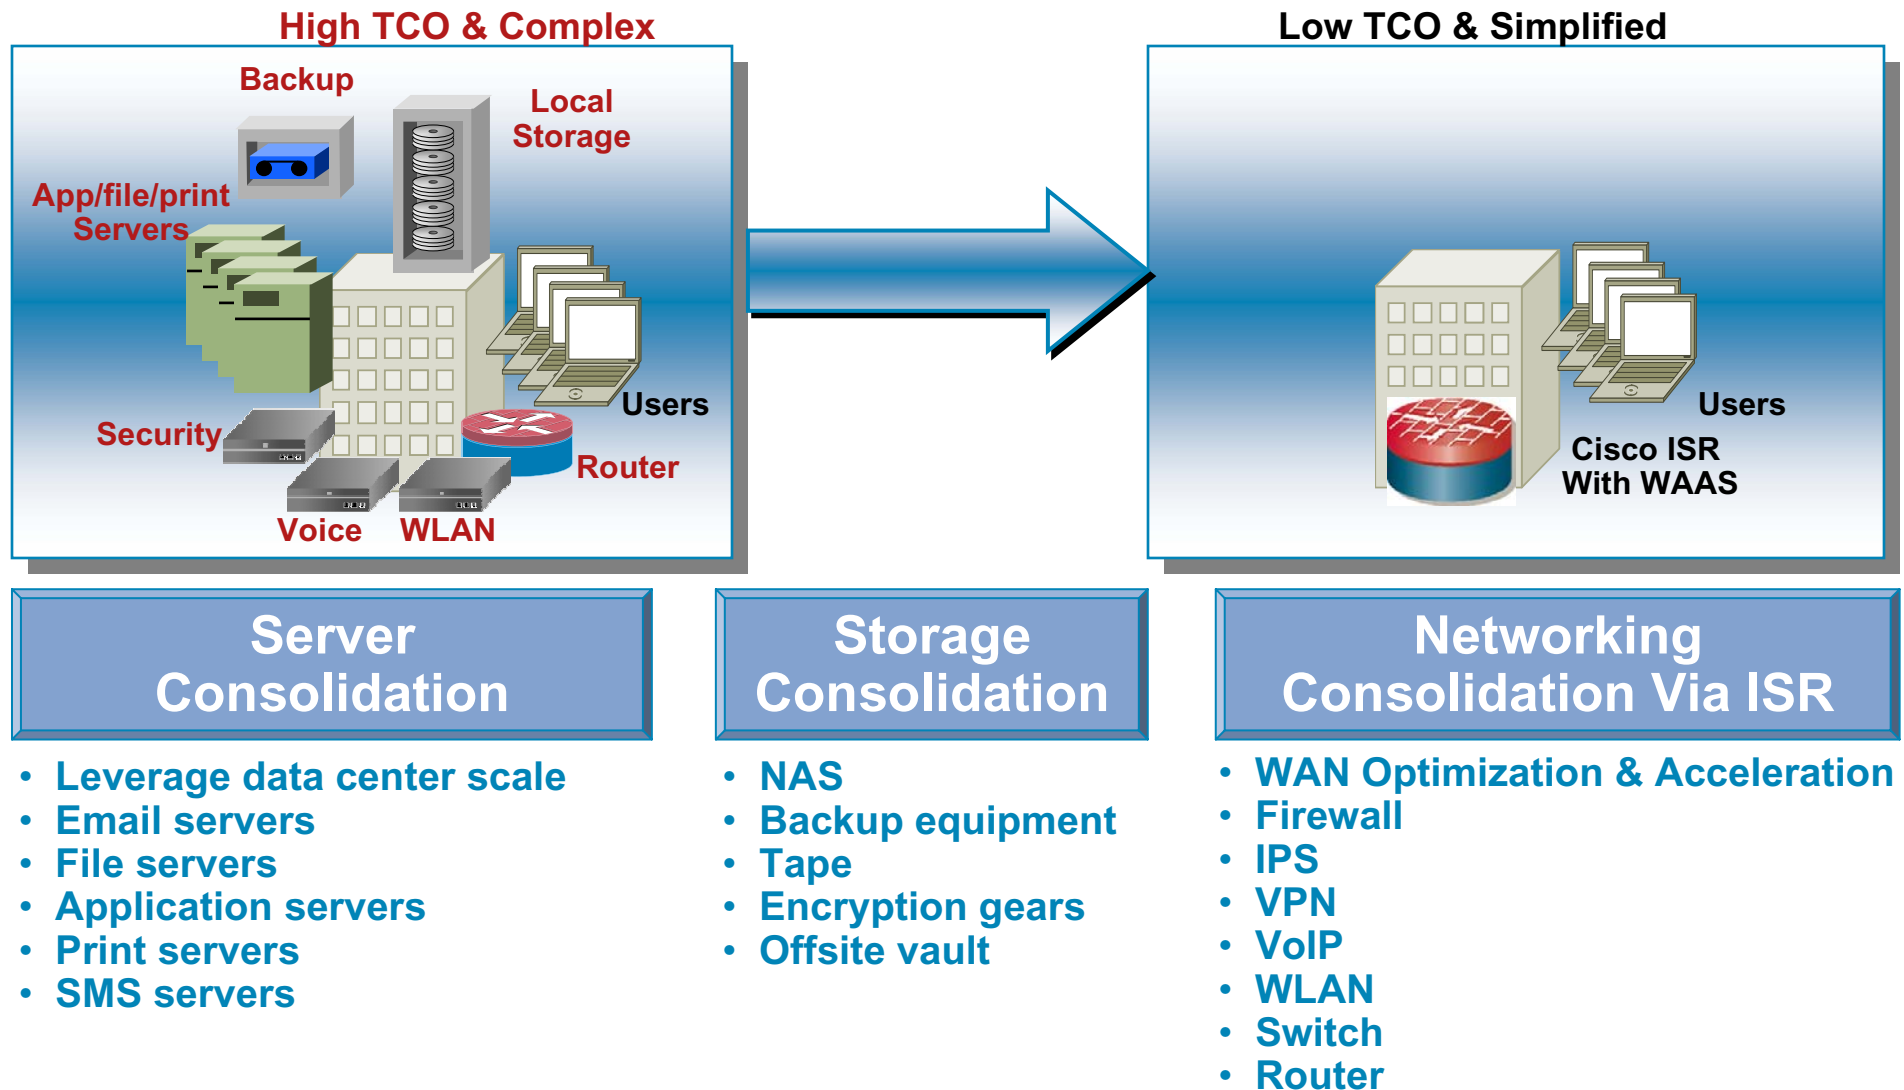 High TCO & Complex
Low TCO & Simplified
Backup
Local
Storage
App/file/print
Servers
Users
Security
Router
Voice
WLAN
Users
Cisco ISR
With WAAS
Server
Consolidation
Storage
Consolidation
Networking
Consolidation Via ISR
• Leverage data center scale
• Email servers
• File servers
• Application servers
• Print servers
• SMS servers
• NAS
• Backup equipment
• Tape
• Encryption gears
• Offsite vault
• WAN Optimization & Acceleration
• Firewall
• IPS
• VPN
• VoIP
• WLAN
• Switch
• Router